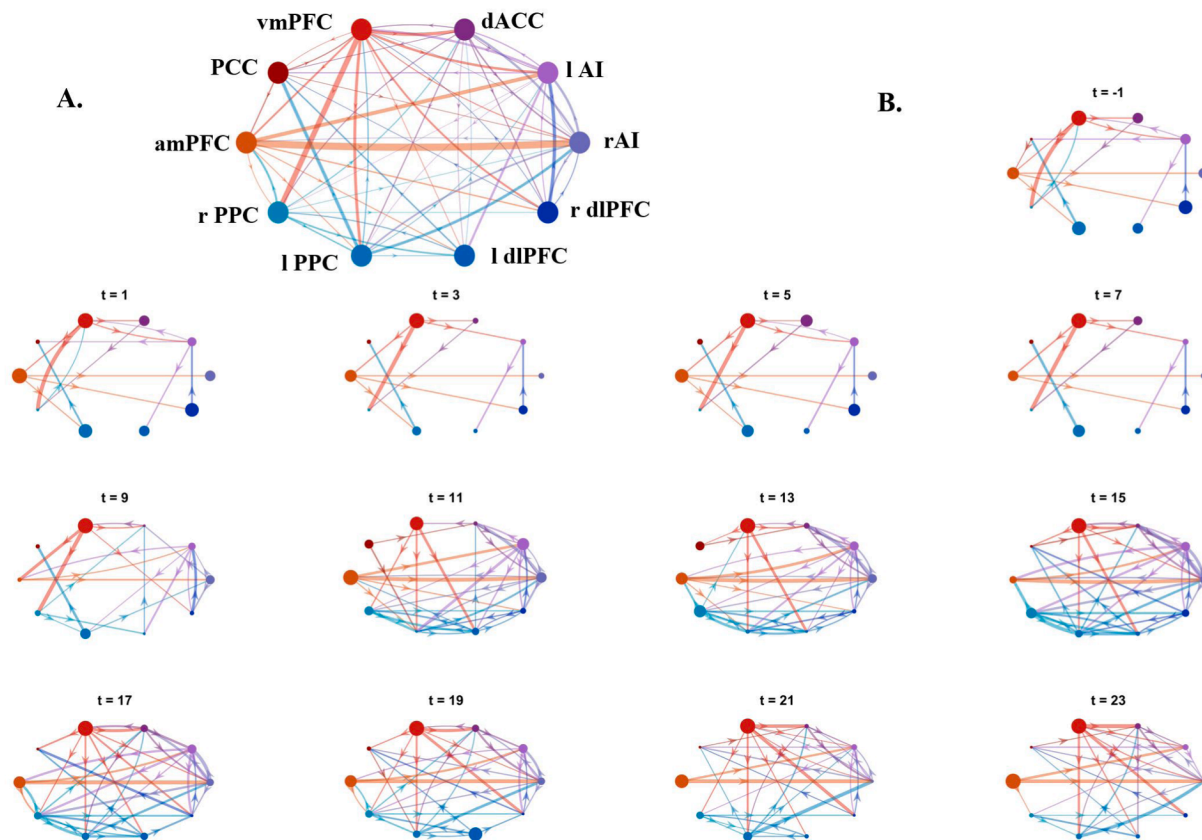 vmPFC
dACC
PCC
l AI
A.
B.
t = -1
amPFC
rAI
r PPC
r dlPFC
l PPC
l dlPFC
t = 1
t = 3
t = 5
t = 7
t = 9
t = 11
t = 13
t = 15
t = 17
t = 19
t = 21
t = 23